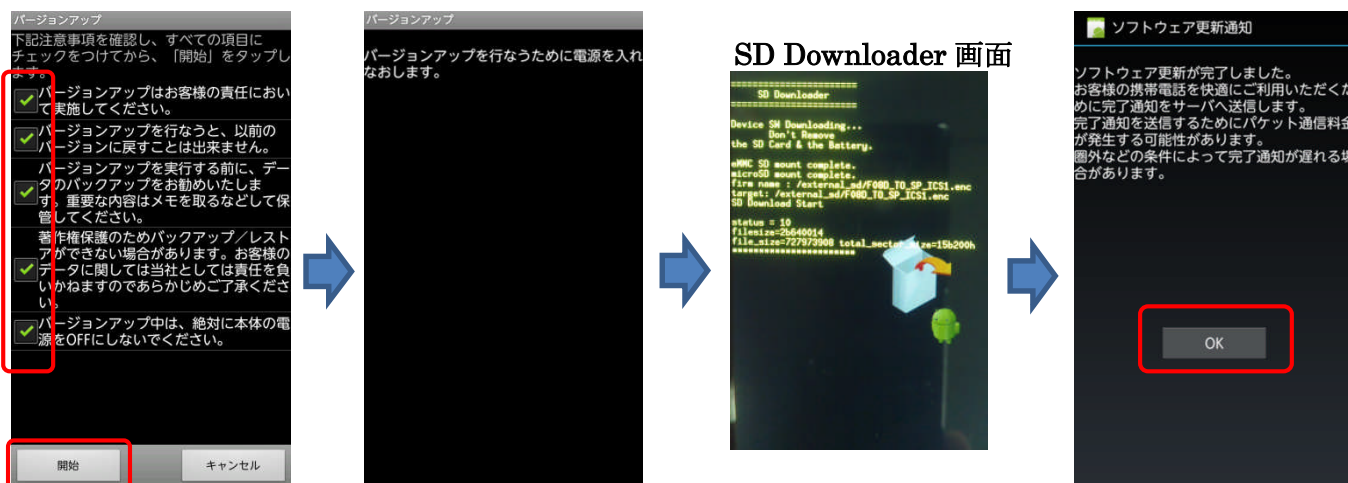 バージョンアップ
下記注意事項を確認し、すべての項目に
チェックをつけてから、「開始」をタップし
ます。
バージョンアップはお客様の責任におい
て実施してください。
バージョンアップを行なうと、以前の
バージョンに戻すことは出来ません。
バージョンアップを実行する前に、デー
タのバックアップをお勧めいたしま
す。重要な内容はメモを取るなどして保
管してください。
著作権保護のためバックアップ／レスト
アができない場合があります。お客様の
データに関しては当社としては責任を負
いかねますのであらかじめご了承くださ
い。
バージョンアップ中は、絶対に本体の電
源をOFFにしないでください。
開始
キャンセル
バージョンアップ
バージョンアップを行なうために電源を入れ
なおします。
SD Downloader 画面
========================
SD Downloader
========================
Device SW Downloading...
Don't Remove
the SD Card & the Battery.
eMMC SD mount complete.
microSD mount complete.
firm name : /external_sd/F08D_TO_SP_ICS1.enc
target: /external_sd/F08D_TO_SP_ICS1.enc
SD Download Start
status = 10
filesize=2b640014
file_size=727973908 total_sector_size=15b200h
************************
ソフトウェア更新通知
ソフトウェア更新が完了しました。
お客様の携帯電話を快適にご利用いただくた
めに完了通知をサーバへ送信します。
完了通知を送信するためにパケット通信料金
が発生する可能性があります。
圏外などの条件によって完了通知が遅れる場
合があります。
OK